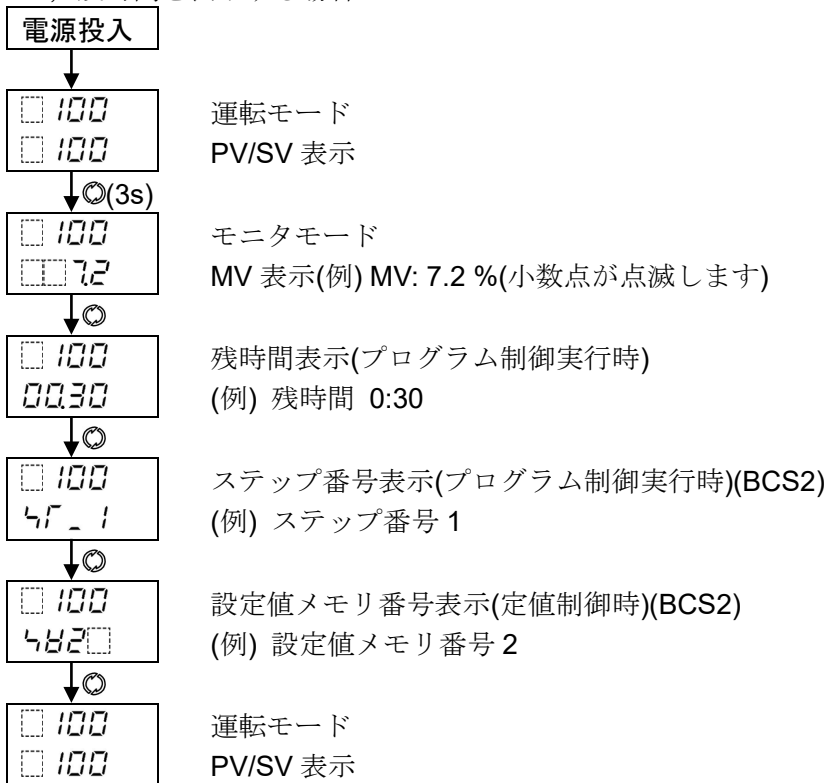 電源投入
100
運転モード
100
PV/SV 表示
(3s)
100
モニタモード
7.2
MV 表示(例) MV: 7.2 %(小数点が点滅します)
100
残時間表示(プログラム制御実行時)
00.30
(例) 残時間 0:30
100
ステップ番号表示(プログラム制御実行時)(BCS2)
(例) ステップ番号 1
100
設定値メモリ番号表示(定値制御時)(BCS2)
(例) 設定値メモリ番号 2
100
運転モード
100
PV/SV 表示